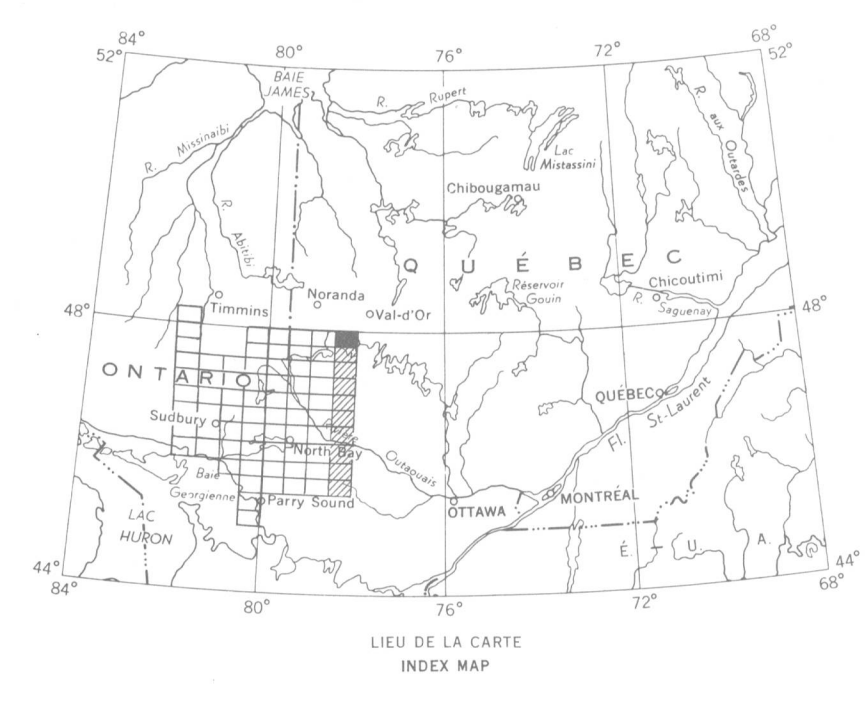 84°
80°
76°
72°
68°
52°
52°
BAIE
JAMES
R. Rupert
R. Missinaibi
R. aux Outardes
Lac
Mistassini
Chibougamau
R. Abitibi
QUÉBEC
Réservoir
Gouin
Chicoutimi
R. Saguenay
Timmins
Noranda
Val-d'Or
48°
48°
ONTARIO
Sudbury
North Bay
QUÉBEC
Fl. St-Laurent
Outaouais
Baie
Georgienne
Parry Sound
OTTAWA
MONTRÉAL
LAC
HURON
É. - U. A.
44°
44°
84°
80°
76°
72°
68°
LIEU DE LA CARTE
INDEX MAP